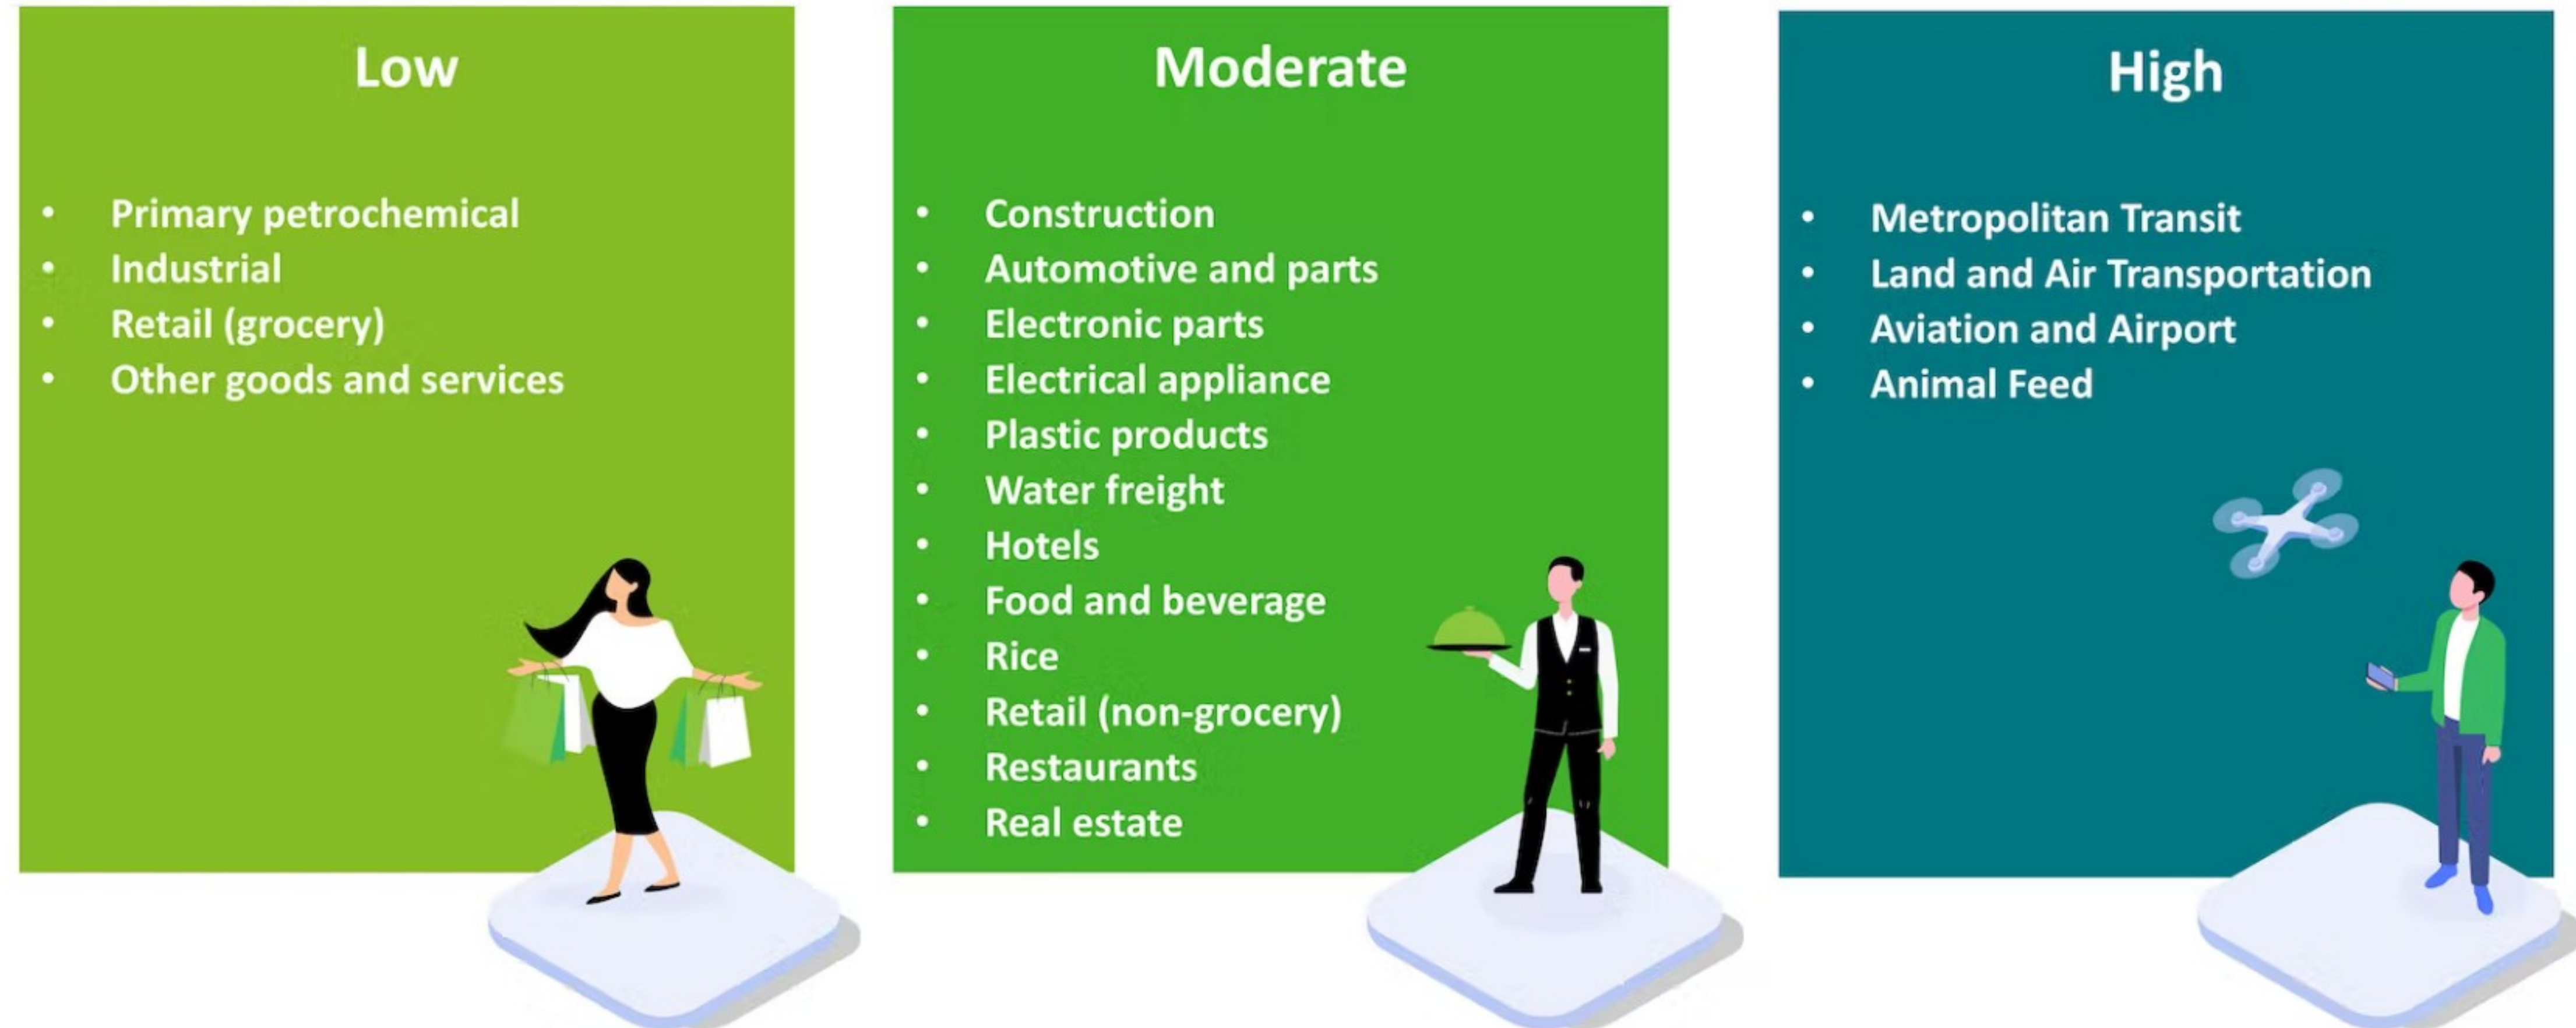 Low
• Primary petrochemical
• Industrial
• Retail (grocery)
• Other goods and services
Moderate
• Construction
• Automotive and parts
• Electronic parts
• Electrical appliance
• Plastic products
• Water freight
• Hotels
• Food and beverage
• Rice
• Retail (non-grocery)
• Restaurants
• Real estate
High
• Metropolitan Transit
• Land and Air Transportation
• Aviation and Airport
• Animal Feed